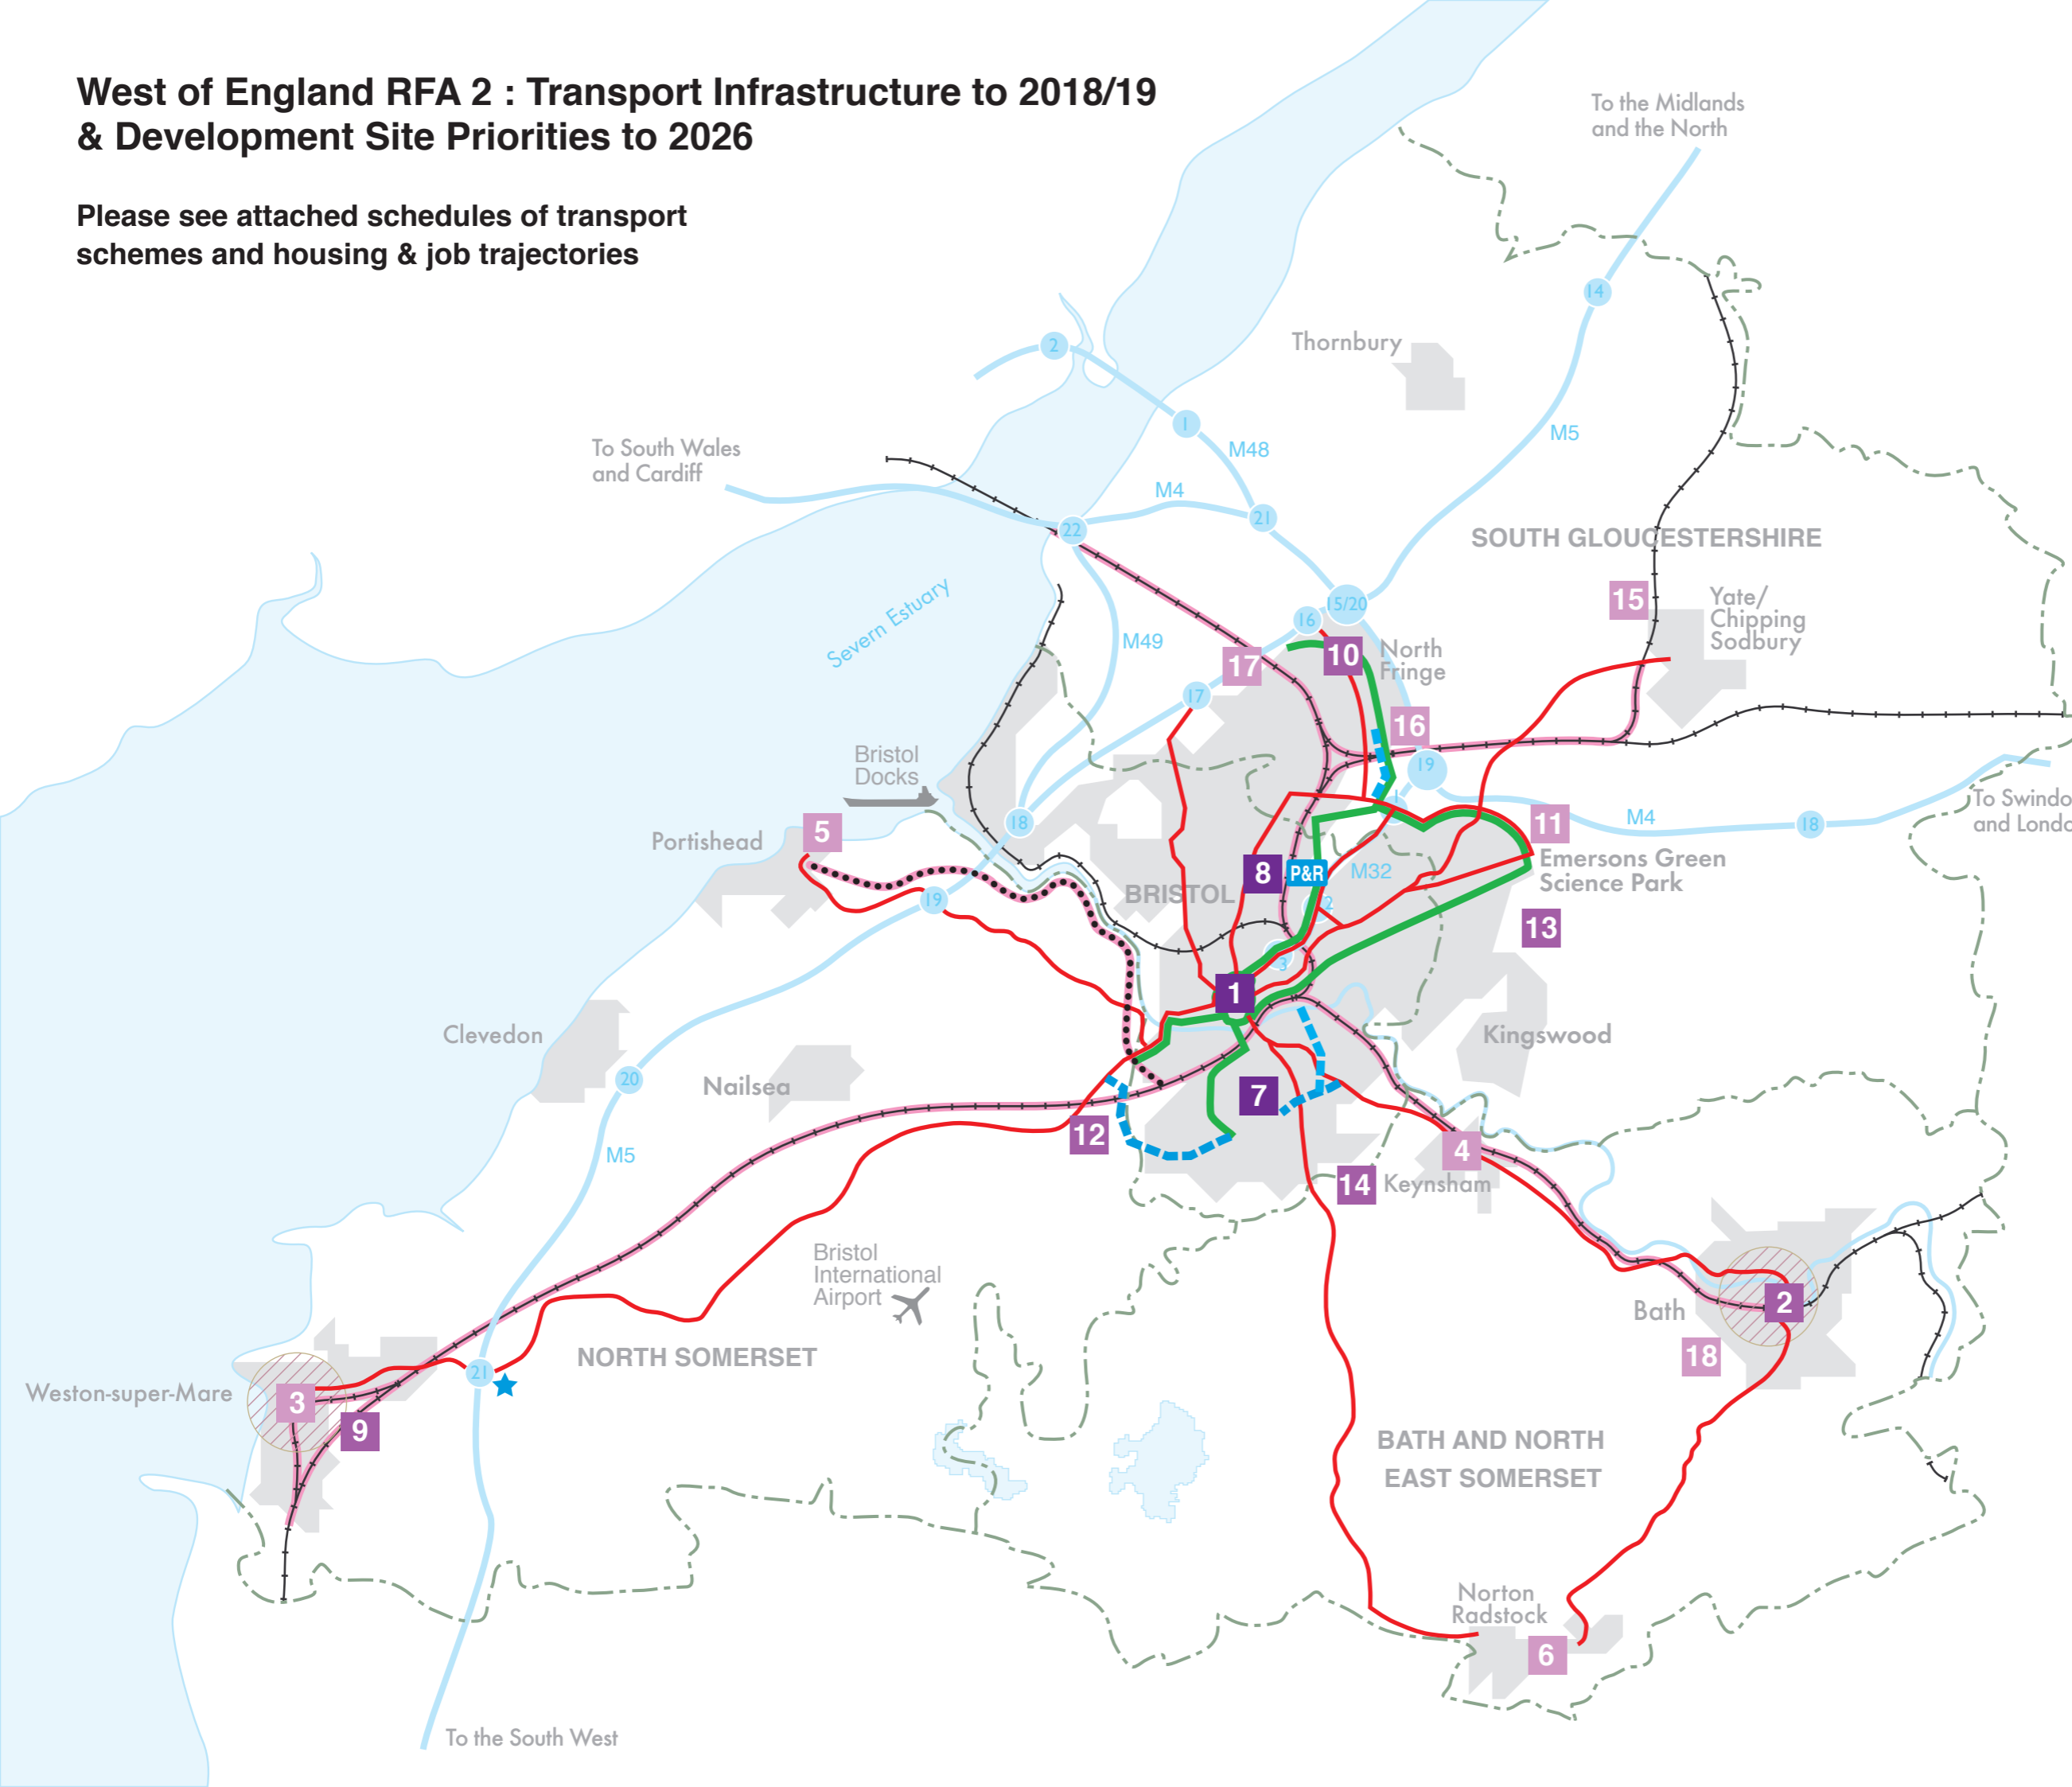 West of England RFA 2 : Transport Infrastructure to 2018/19
& Development Site Priorities to 2026
Please see attached schedules of transport
schemes and housing & job trajectories
To the Midlands
and the North
14
Thornbury
2
1
M48
M5
To South Wales
and Cardiff
M4
21
22
SOUTH GLOUCESTERSHIRE
Severn Estuary
M49
15/20
16
15
Yate/
Chipping
Sodbury
10
North
Fringe
17
17
16
Bristol
Docks
19
1
To Swindo
and Londo
M4
18
18
11
Portishead
5
Emersons Green
Science Park
8
P&R
M32
BRISTOL
2
19
13
3
1
Clevedon
Kingswood
20
Nailsea
7
12
M5
4
14
Keynsham
Bristol
International
Airport
Bath
2
18
NORTH SOMERSET
21
Weston-super-Mare
3
9
BATH AND NORTH
EAST SOMERSET
Norton
Radstock
6
To the South West